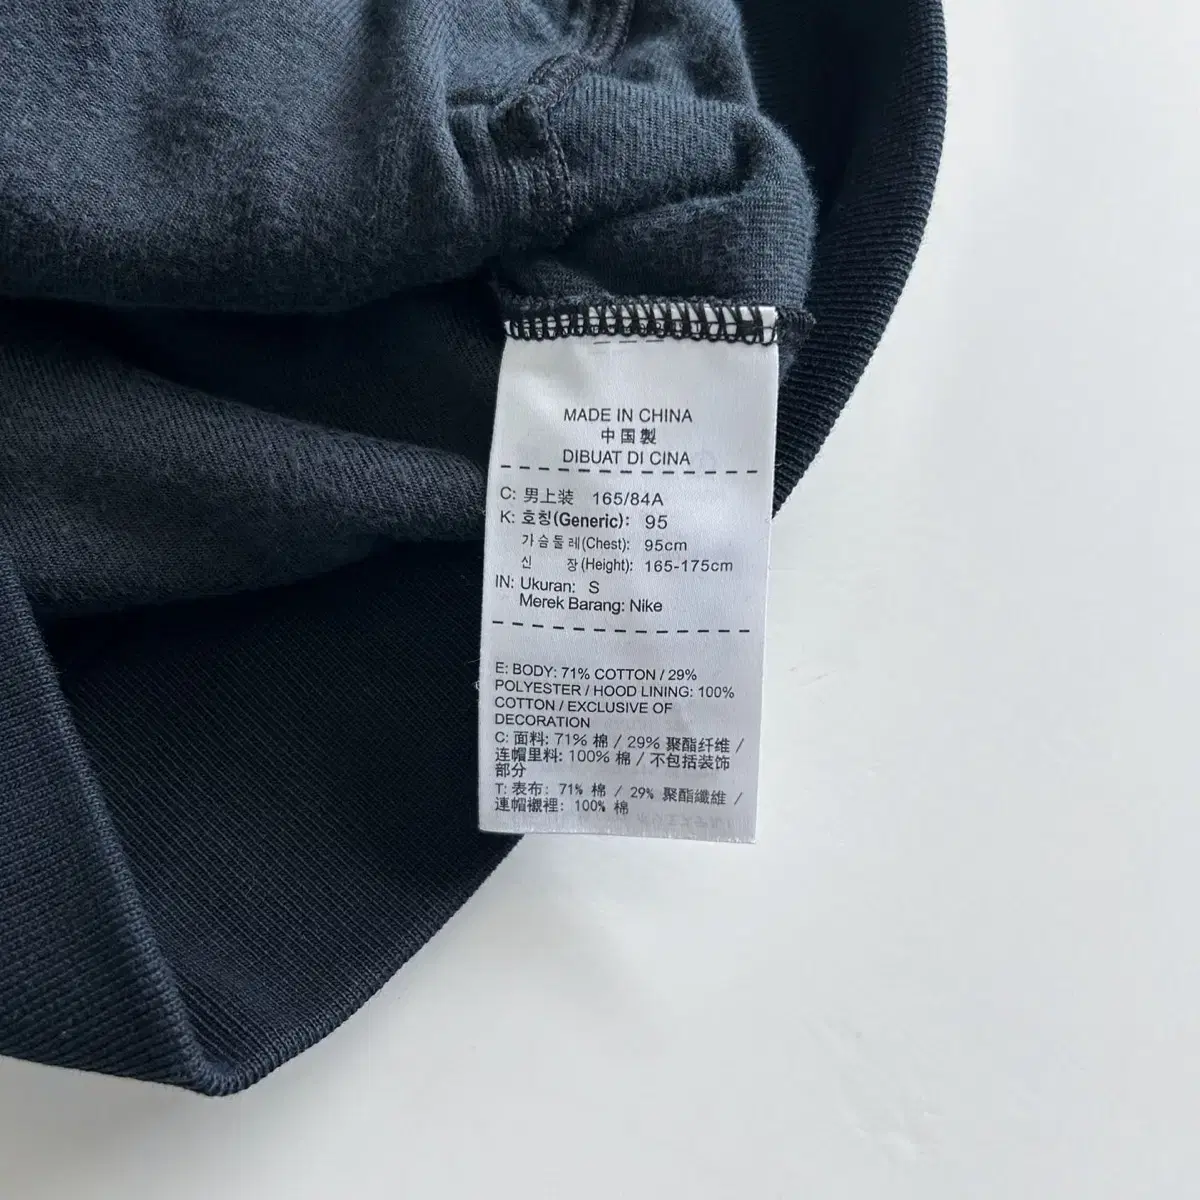 MADE IN CHINA
中国製
DIBUAT DI CINA
C: 男上装 165/84A
K: 호칭(Generic): 95
가슴둘레(Chest): 95cm
신 장(Height): 165-175cm
IN: Ukuran: S
Merek Barang: Nike
E: BODY: 71% COTTON / 29%
POLYESTER / HOOD LINING: 100%
COTTON / EXCLUSIVE OF
DECORATION
C: 面料: 71% 棉 / 29% 聚酯纤维 /
连帽里料: 100% 棉 / 不包括装饰
部分
T: 表布: 71% 棉 / 29% 聚酯纖維 /
連帽襯裡: 100% 棉